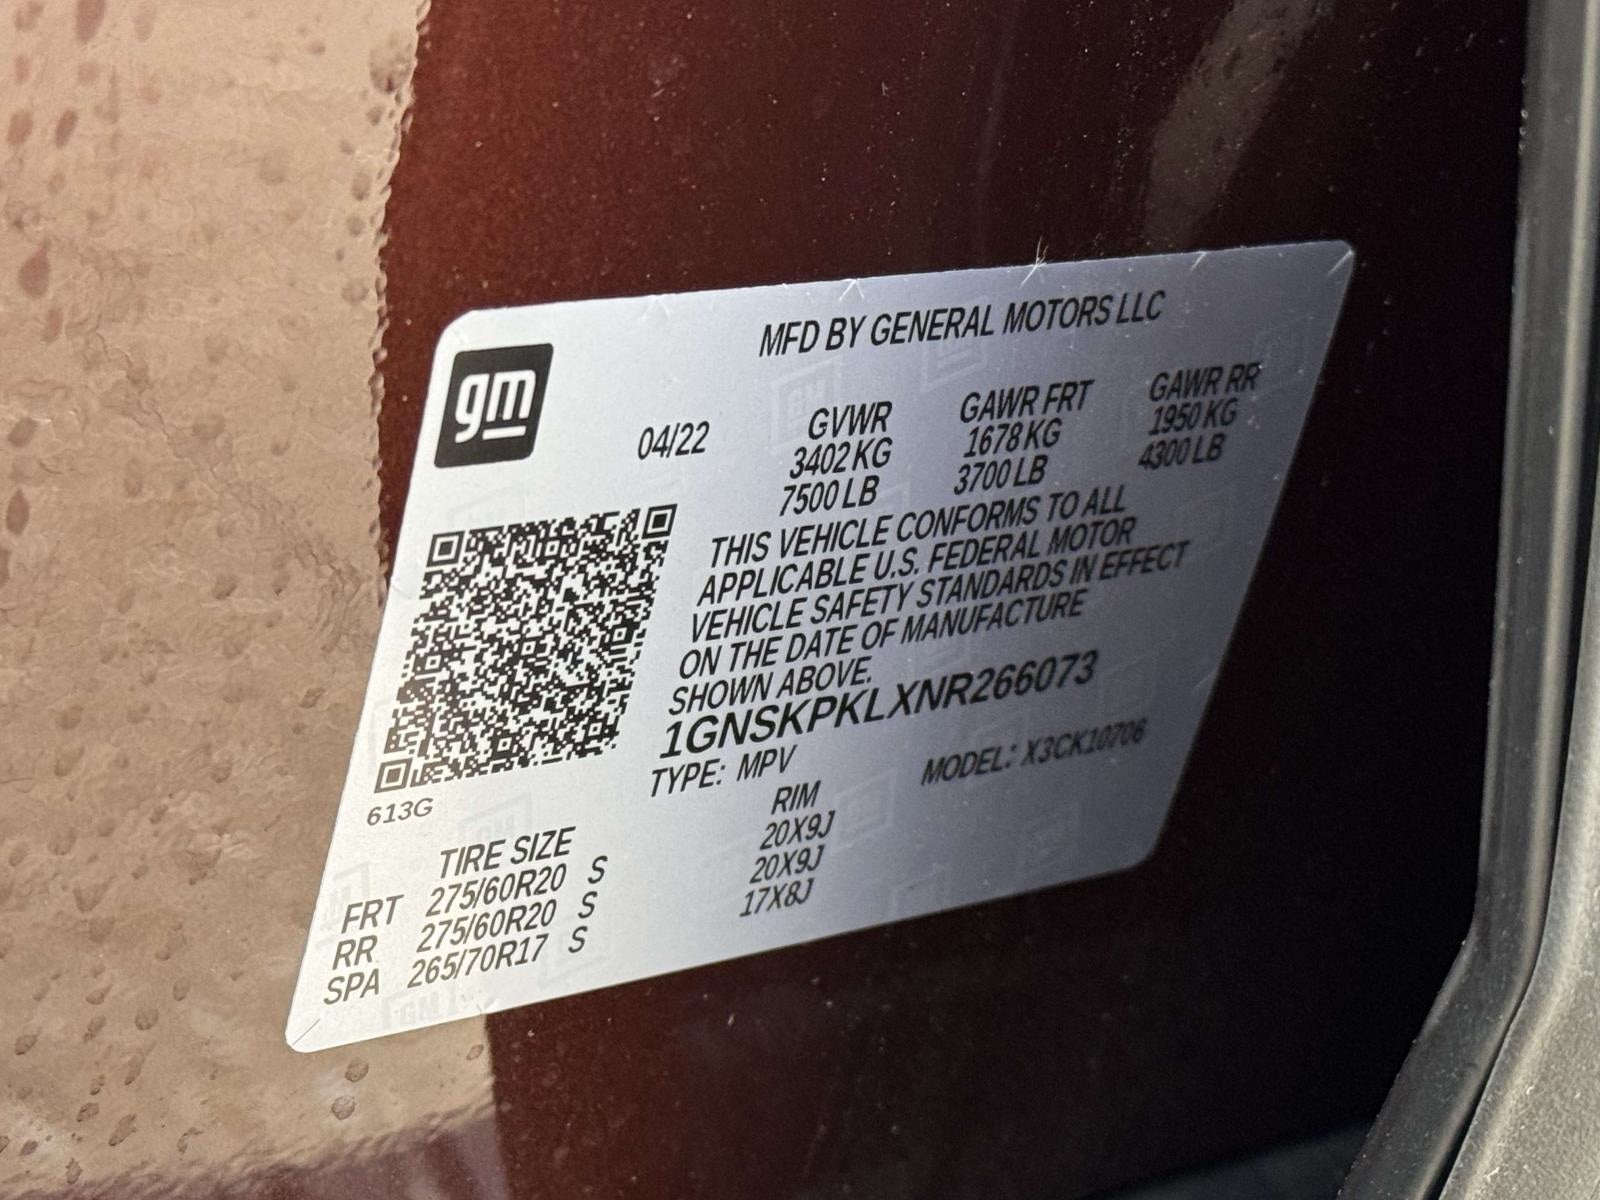 MFD BY GENERAL MOTORS LLC
gm
04/22 GVWR GAWR FRT GAWR RR
3402 KG 1678 KG 1950 KG
7500 LB 3700 LB 4300 LB
THIS VEHICLE CONFORMS TO ALL
APPLICABLE U.S. FEDERAL MOTOR
VEHICLE SAFETY STANDARDS IN EFFECT
ON THE DATE OF MANUFACTURE
SHOWN ABOVE.
1GNSKPKLXNR266073
TYPE: MPV MODEL: X3CK10706
613G
TIRE SIZE RIM
FRT 275/60R20 S 20X9J
RR 275/60R20 S 20X9J
SPA 265/70R17 S 17X8J